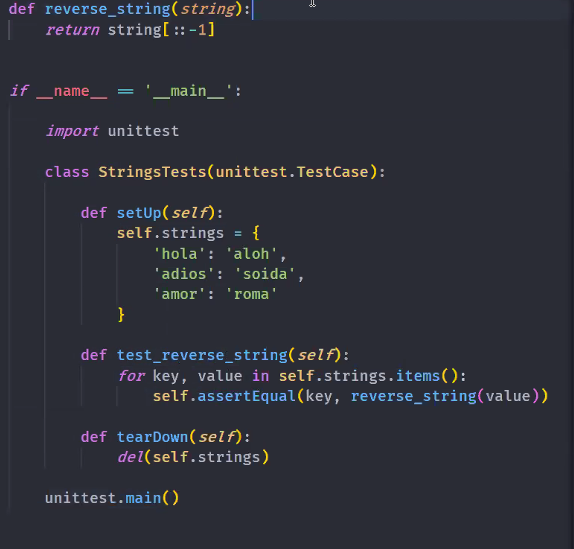 def reverse_string(string):
    return string[::-1]
if __name__ == '__main__':
    import unittest
    class StringsTests(unittest.TestCase):
        def setUp(self):
            self.strings = {
                'hola': 'aloh',
                'adios': 'soida',
                'amor': 'roma'
            }
        def test_reverse_string(self):
            for key, value in self.strings.items():
                self.assertEqual(key, reverse_string(value))
        def tearDown(self):
            del(self.strings)
    unittest.main()